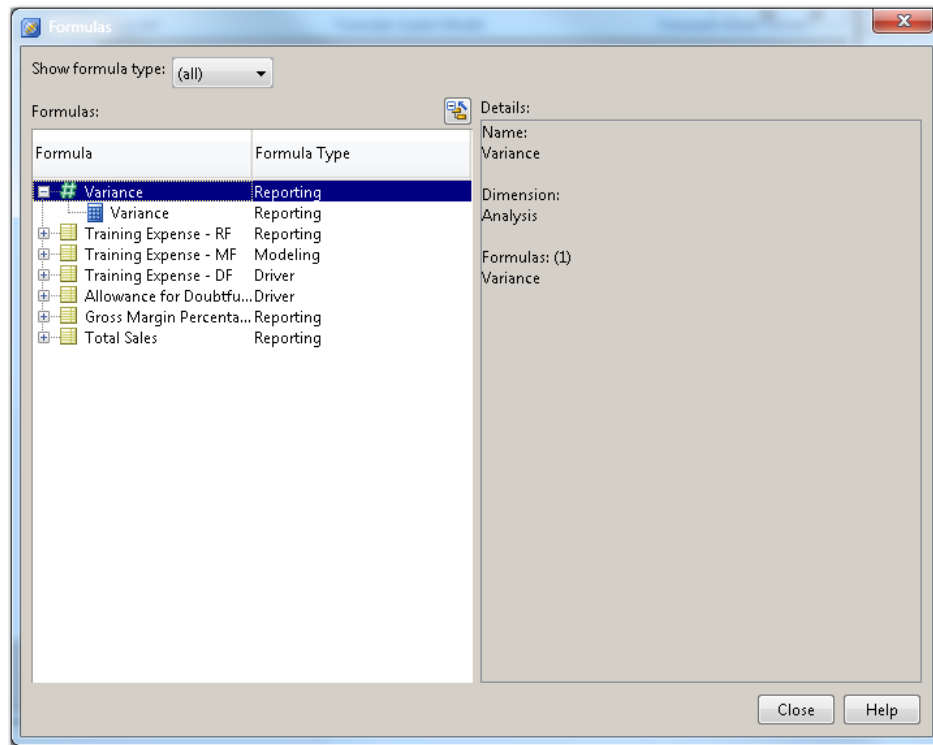 Formulas
Show formula type: (all)
Formulas:
Details:
Formula Formula Type
Variance Reporting
Variance Reporting
Training Expense - RF Reporting
Training Expense - MF Modeling
Training Expense - DF Driver
Allowance for Doubtfu... Driver
Gross Margin Percenta... Reporting
Total Sales Reporting
Name:
Variance
Dimension:
Analysis
Formulas: (1)
Variance
Close
Help